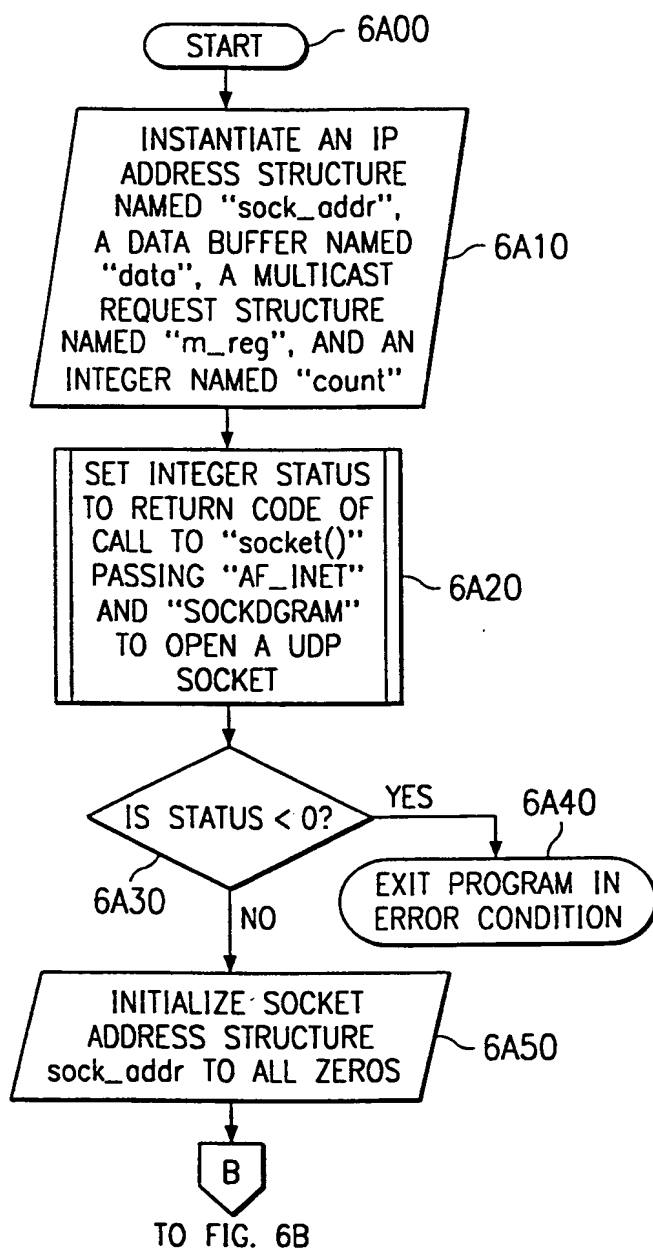 START
6A00
INSTANTIATE AN IP
ADDRESS STRUCTURE
NAMED "sock_addr",
A DATA BUFFER NAMED
"data", A MULTICAST
REQUEST STRUCTURE
NAMED "m_reg", AND AN
INTEGER NAMED "count"
6A10
SET INTEGER STATUS
TO RETURN CODE OF
CALL TO "socket()"
PASSING "AF_INET"
AND "SOCKDGRAM"
TO OPEN A UDP
SOCKET
6A20
IS STATUS < 0?
YES
6A30
NO
6A40
EXIT PROGRAM IN
ERROR CONDITION
INITIALIZE SOCKET
ADDRESS STRUCTURE
sock_addr TO ALL ZEROS
6A50
B
TO FIG. 6B